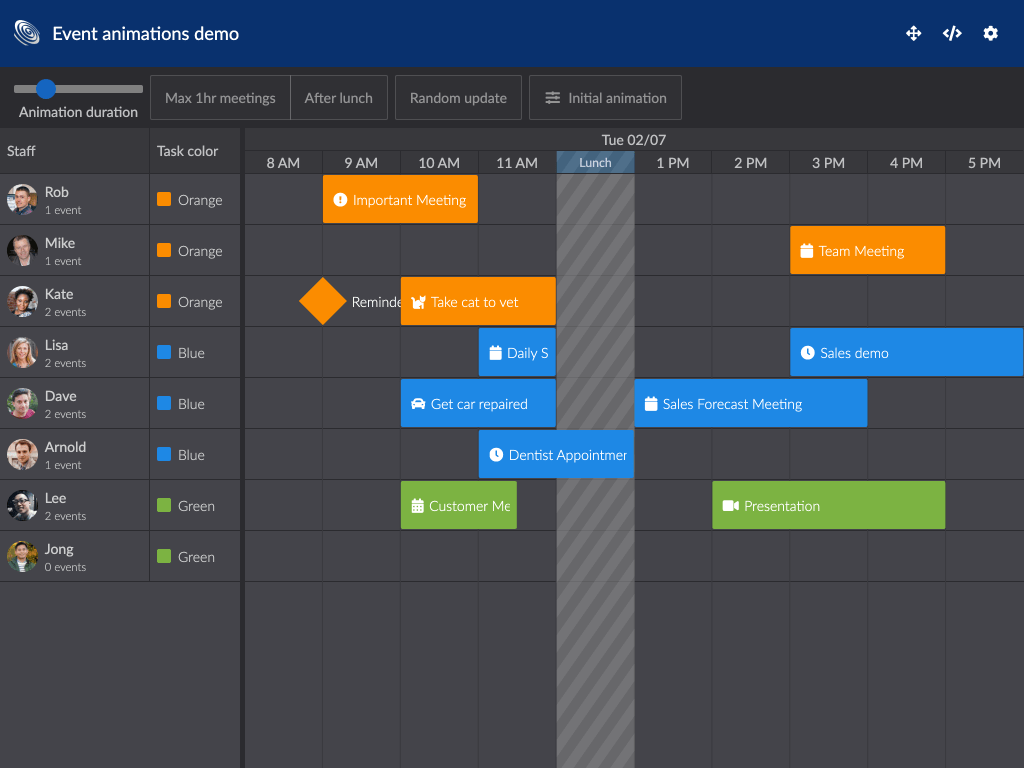 Event animations demo
Animation duration
Max 1hr meetings
After lunch
Random update
Initial animation
Staff
Task color
Tue 02/07
8 AM
9 AM
10 AM
11 AM
Lunch
1 PM
2 PM
3 PM
4 PM
5 PM
Rob
1 event
Orange
Important Meeting
Mike
1 event
Orange
Team Meeting
Kate
2 events
Orange
Reminde
Take cat to vet
Lisa
2 events
Blue
Daily S
Sales demo
Dave
2 events
Blue
Get car repaired
Sales Forecast Meeting
Arnold
1 event
Blue
Dentist Appointmer
Lee
2 events
Green
Customer Me
Presentation
Jong
0 events
Green